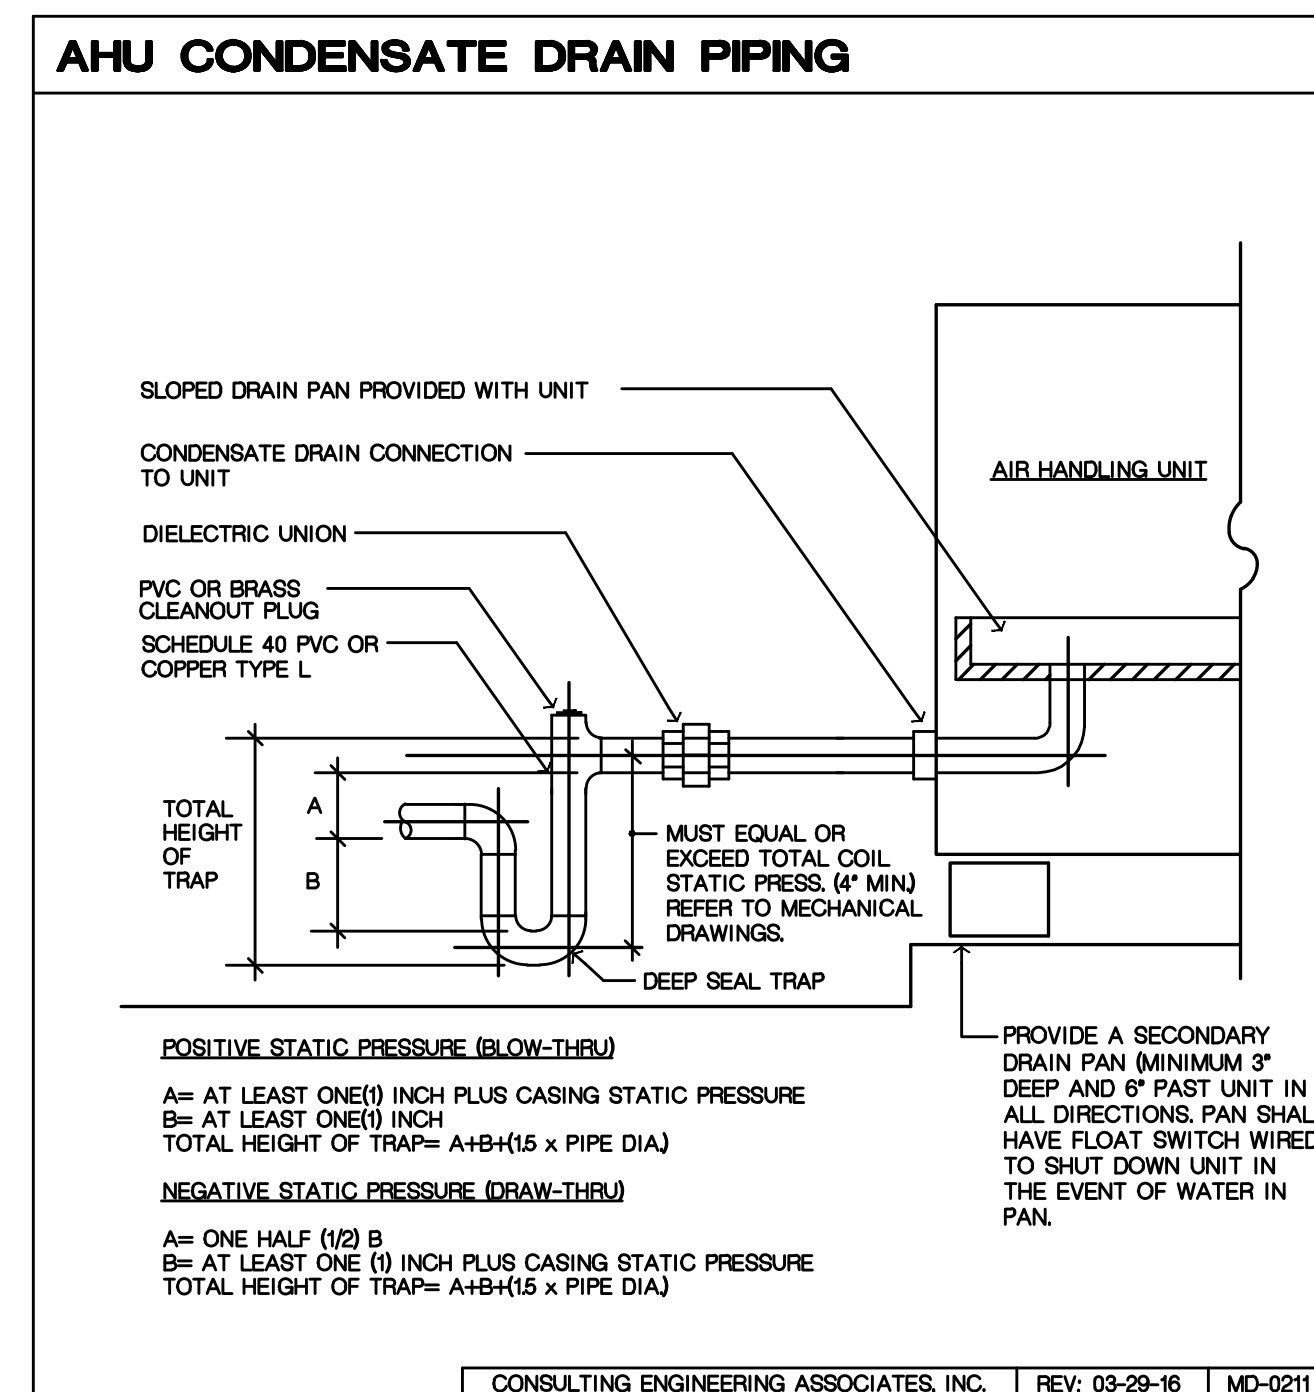 AHU CONDENSATE DRAIN PIPING
SLOPED DRAIN PAN PROVIDED WITH UNIT
CONDENSATE DRAIN CONNECTION
TO UNIT
AIR HANDLING UNIT
DIELECTRIC UNION
PVC OR BRASS
CLEANOUT PLUG
SCHEDULE 40 PVC OR
COPPER TYPE L
TOTAL
HEIGHT
OF
TRAP
A
B
MUST EQUAL OR
EXCEED TOTAL COIL
STATIC PRESS. (4" MIN.)
REFER TO MECHANICAL
DRAWINGS.
DEEP SEAL TRAP
PROVIDE A SECONDARY
DRAIN PAN (MINIMUM 3"
DEEP AND 6" PAST UNIT IN
ALL DIRECTIONS. PAN SHAL
HAVE FLOAT SWITCH WIRED
TO SHUT DOWN UNIT IN
THE EVENT OF WATER IN
PAN.
POSITIVE STATIC PRESSURE (BLOW-THRU)
A= AT LEAST ONE(1) INCH PLUS CASING STATIC PRESSURE
B= AT LEAST ONE(1) INCH
TOTAL HEIGHT OF TRAP= A+B+(1.5 x PIPE DIA.)
NEGATIVE STATIC PRESSURE (DRAW-THRU)
A= ONE HALF (1/2) B
B= AT LEAST ONE (1) INCH PLUS CASING STATIC PRESSURE
TOTAL HEIGHT OF TRAP= A+B+(1.5 x PIPE DIA.)
CONSULTING ENGINEERING ASSOCIATES, INC.
REV: 03-29-16
MD-0211